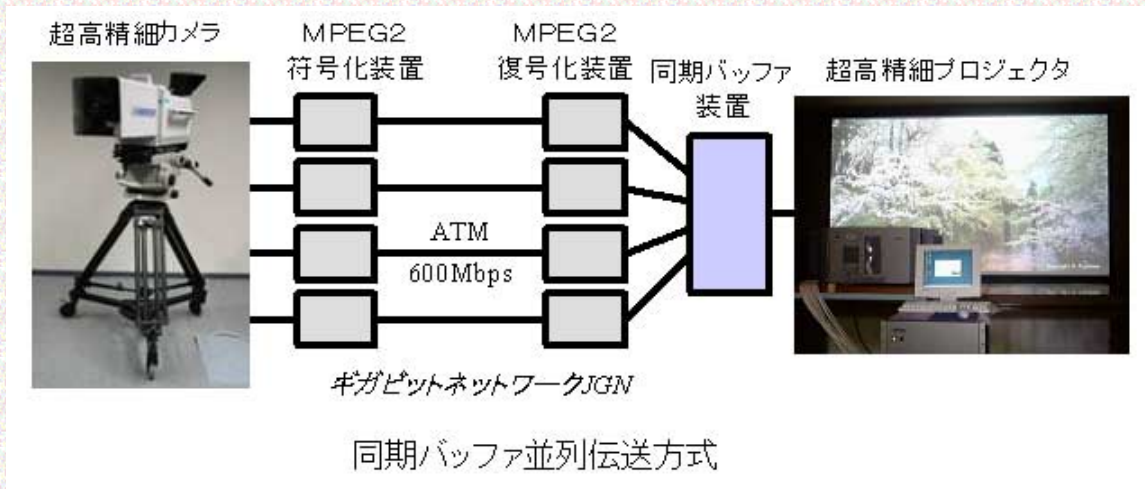 超高精細カメラ
MPEG2
符号化装置
MPEG2
復号化装置
同期バッファ
装置
超高精細プロジェクタ
ATM
600Mbps
ギガビットネットワークJGN
同期バッファ並列伝送方式